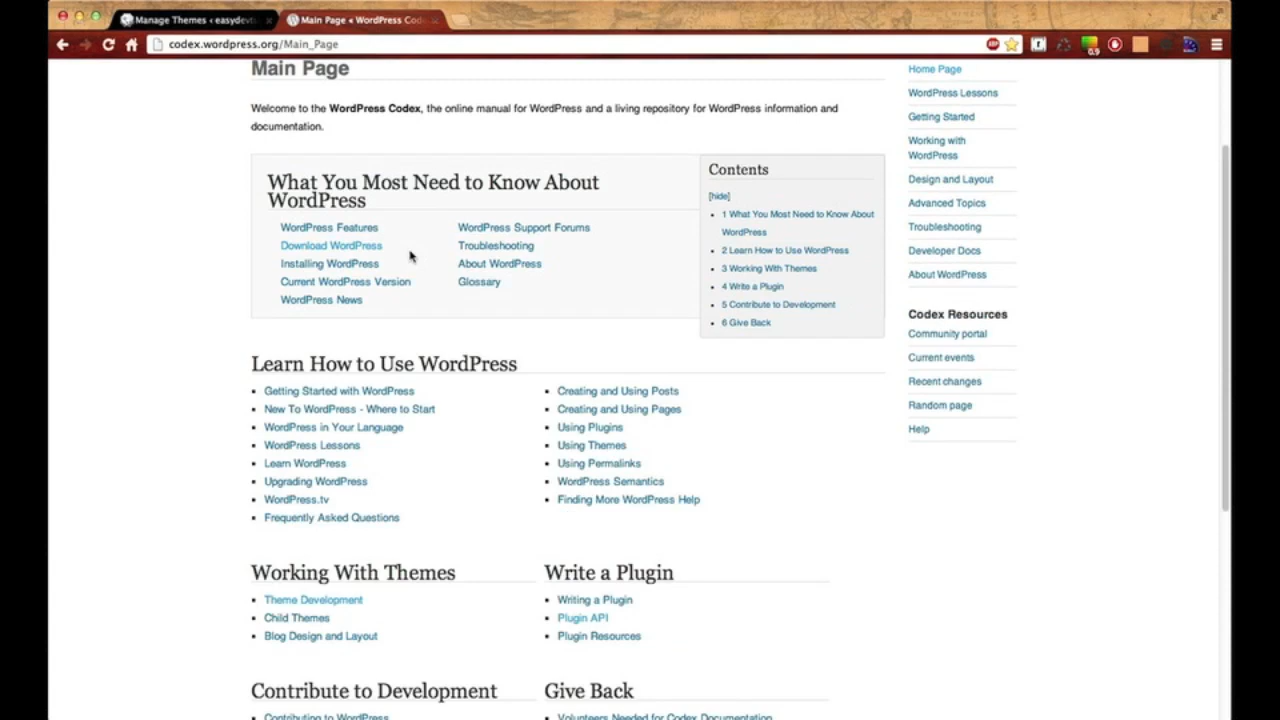 Manage Themes ‹ easydev
Main Page « WordPress Cod
codex.wordpress.org/Main_Page
Main Page
Welcome to the WordPress Codex, the online manual for WordPress and a living repository for WordPress information and
documentation.
What You Most Need to Know About
WordPress
WordPress Features
Download WordPress
Installing WordPress
Current WordPress Version
WordPress News
WordPress Support Forums
Troubleshooting
About WordPress
Glossary
Contents
[hide]
1 What You Most Need to Know About
WordPress
2 Learn How to Use WordPress
3 Working With Themes
4 Write a Plugin
5 Contribute to Development
6 Give Back
Learn How to Use WordPress
Getting Started with WordPress
New To WordPress - Where to Start
WordPress in Your Language
WordPress Lessons
Learn WordPress
Upgrading WordPress
WordPress.tv
Frequently Asked Questions
Creating and Using Posts
Creating and Using Pages
Using Plugins
Using Themes
Using Permalinks
WordPress Semantics
Finding More WordPress Help
Working With Themes
Theme Development
Child Themes
Blog Design and Layout
Write a Plugin
Writing a Plugin
Plugin API
Plugin Resources
Contribute to Development
Contributing to WordPress
Give Back
Volunteers Needed for Codex Documentation
Home Page
WordPress Lessons
Getting Started
Working with
WordPress
Design and Layout
Advanced Topics
Troubleshooting
Developer Docs
About WordPress
Codex Resources
Community portal
Current events
Recent changes
Random page
Help